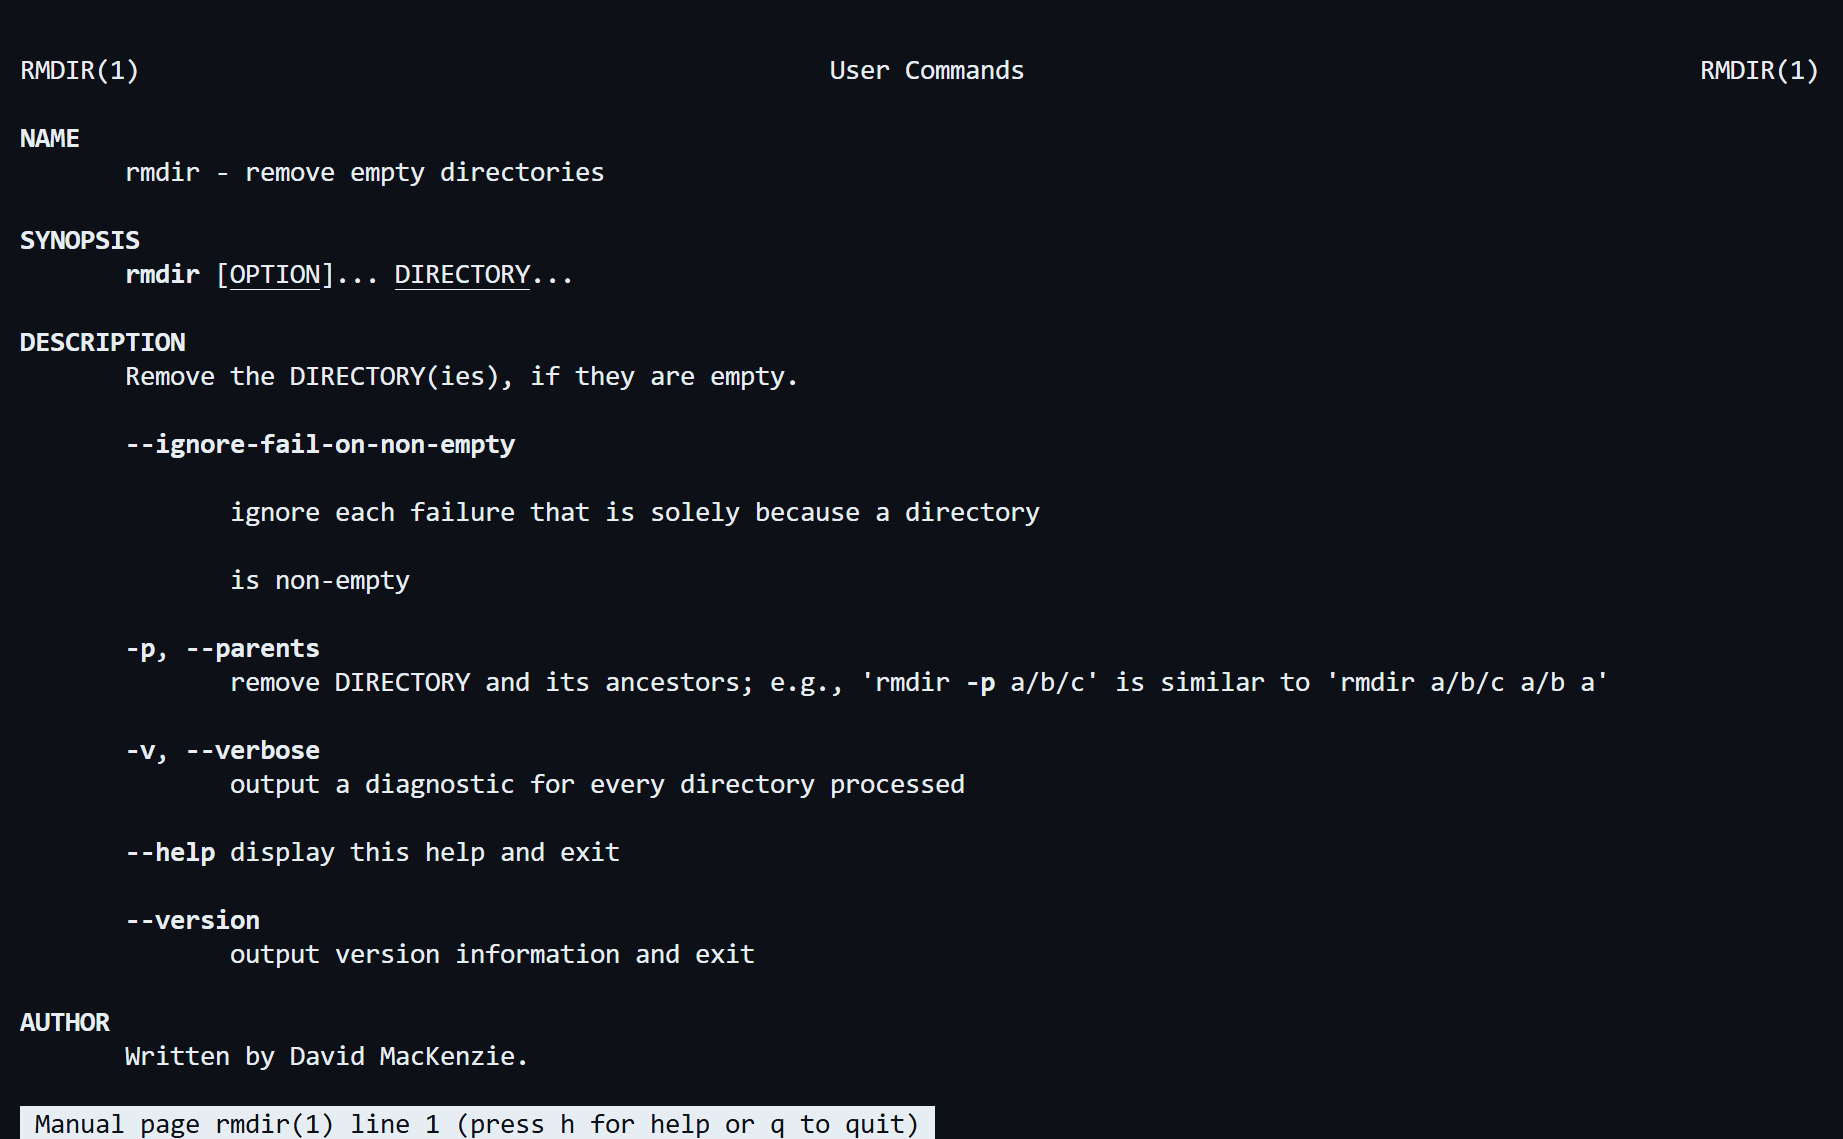 RMDIR(1) User Commands RMDIR(1)
NAME
rmdir - remove empty directories
SYNOPSIS
rmdir [OPTION]... DIRECTORY...
DESCRIPTION
Remove the DIRECTORY(ies), if they are empty.
--ignore-fail-on-non-empty
ignore each failure that is solely because a directory
is non-empty
-p, --parents
remove DIRECTORY and its ancestors; e.g., 'rmdir -p a/b/c' is similar to 'rmdir a/b/c a/b a'
-v, --verbose
output a diagnostic for every directory processed
--help display this help and exit
--version
output version information and exit
AUTHOR
Written by David MacKenzie.
Manual page rmdir(1) line 1 (press h for help or q to quit)